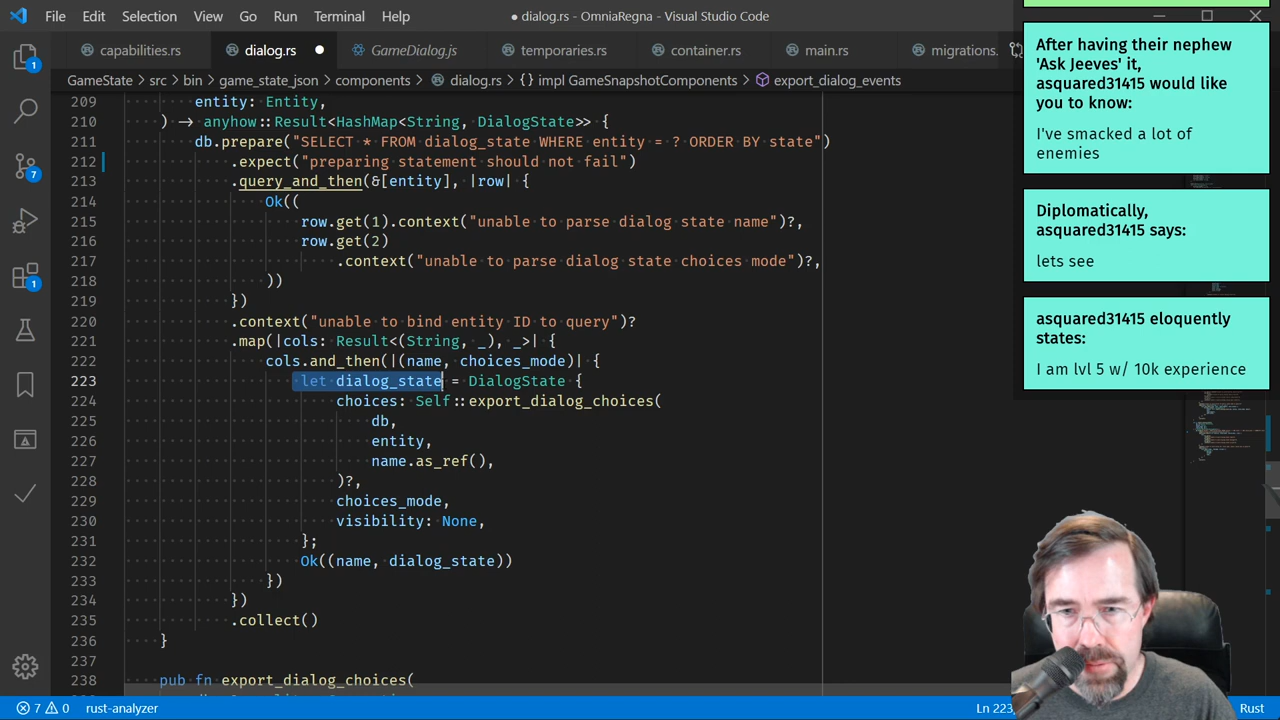 File Edit Selection View Go Run Terminal Help
● dialog.rs - OmniaRegna - Visual Studio Code
capabilities.rs
dialog.rs
GameDialog.js
temporaries.rs
container.rs
main.rs
migrations.
GameState > src > bin > game_state_json > components > dialog.rs > {} impl GameSnapshotComponents > export_dialog_events
209 entity: Entity,
210 ) → anyhow::Result<HashMap<String, DialogState>> {
211 db.prepare("SELECT * FROM dialog_state WHERE entity = ? ORDER BY state")
212 .expect("preparing statement should not fail")
213 .query_and_then(&[entity], |row| {
214 Ok((
215 row.get(1).context("unable to parse dialog state name")?,
216 row.get(2)
217 .context("unable to parse dialog state choices mode")?,
218 ))
219 })
220 .context("unable to bind entity ID to query")?
221 .map(|cols: Result<(String, _), _>| {
222 cols.and_then(|(name, choices_mode)| {
223 let dialog_state = DialogState {
224 choices: Self::export_dialog_choices(
225 db,
226 entity,
227 name.as_ref(),
228 )?,
229 choices_mode,
230 visibility: None,
231 };
232 Ok((name, dialog_state))
233 })
234 })
235 .collect()
236 }
237
238 pub fn export_dialog_choices(
After having their nephew
'Ask Jeeves' it,
asquared31415 would like
you to know:
I've smacked a lot of
enemies
Diplomatically,
asquared31415 says:
lets see
asquared31415 eloquently
states:
I am lvl 5 w/ 10k experience
1
7
1
7 0 rust-analyzer
Ln 223,
Rust